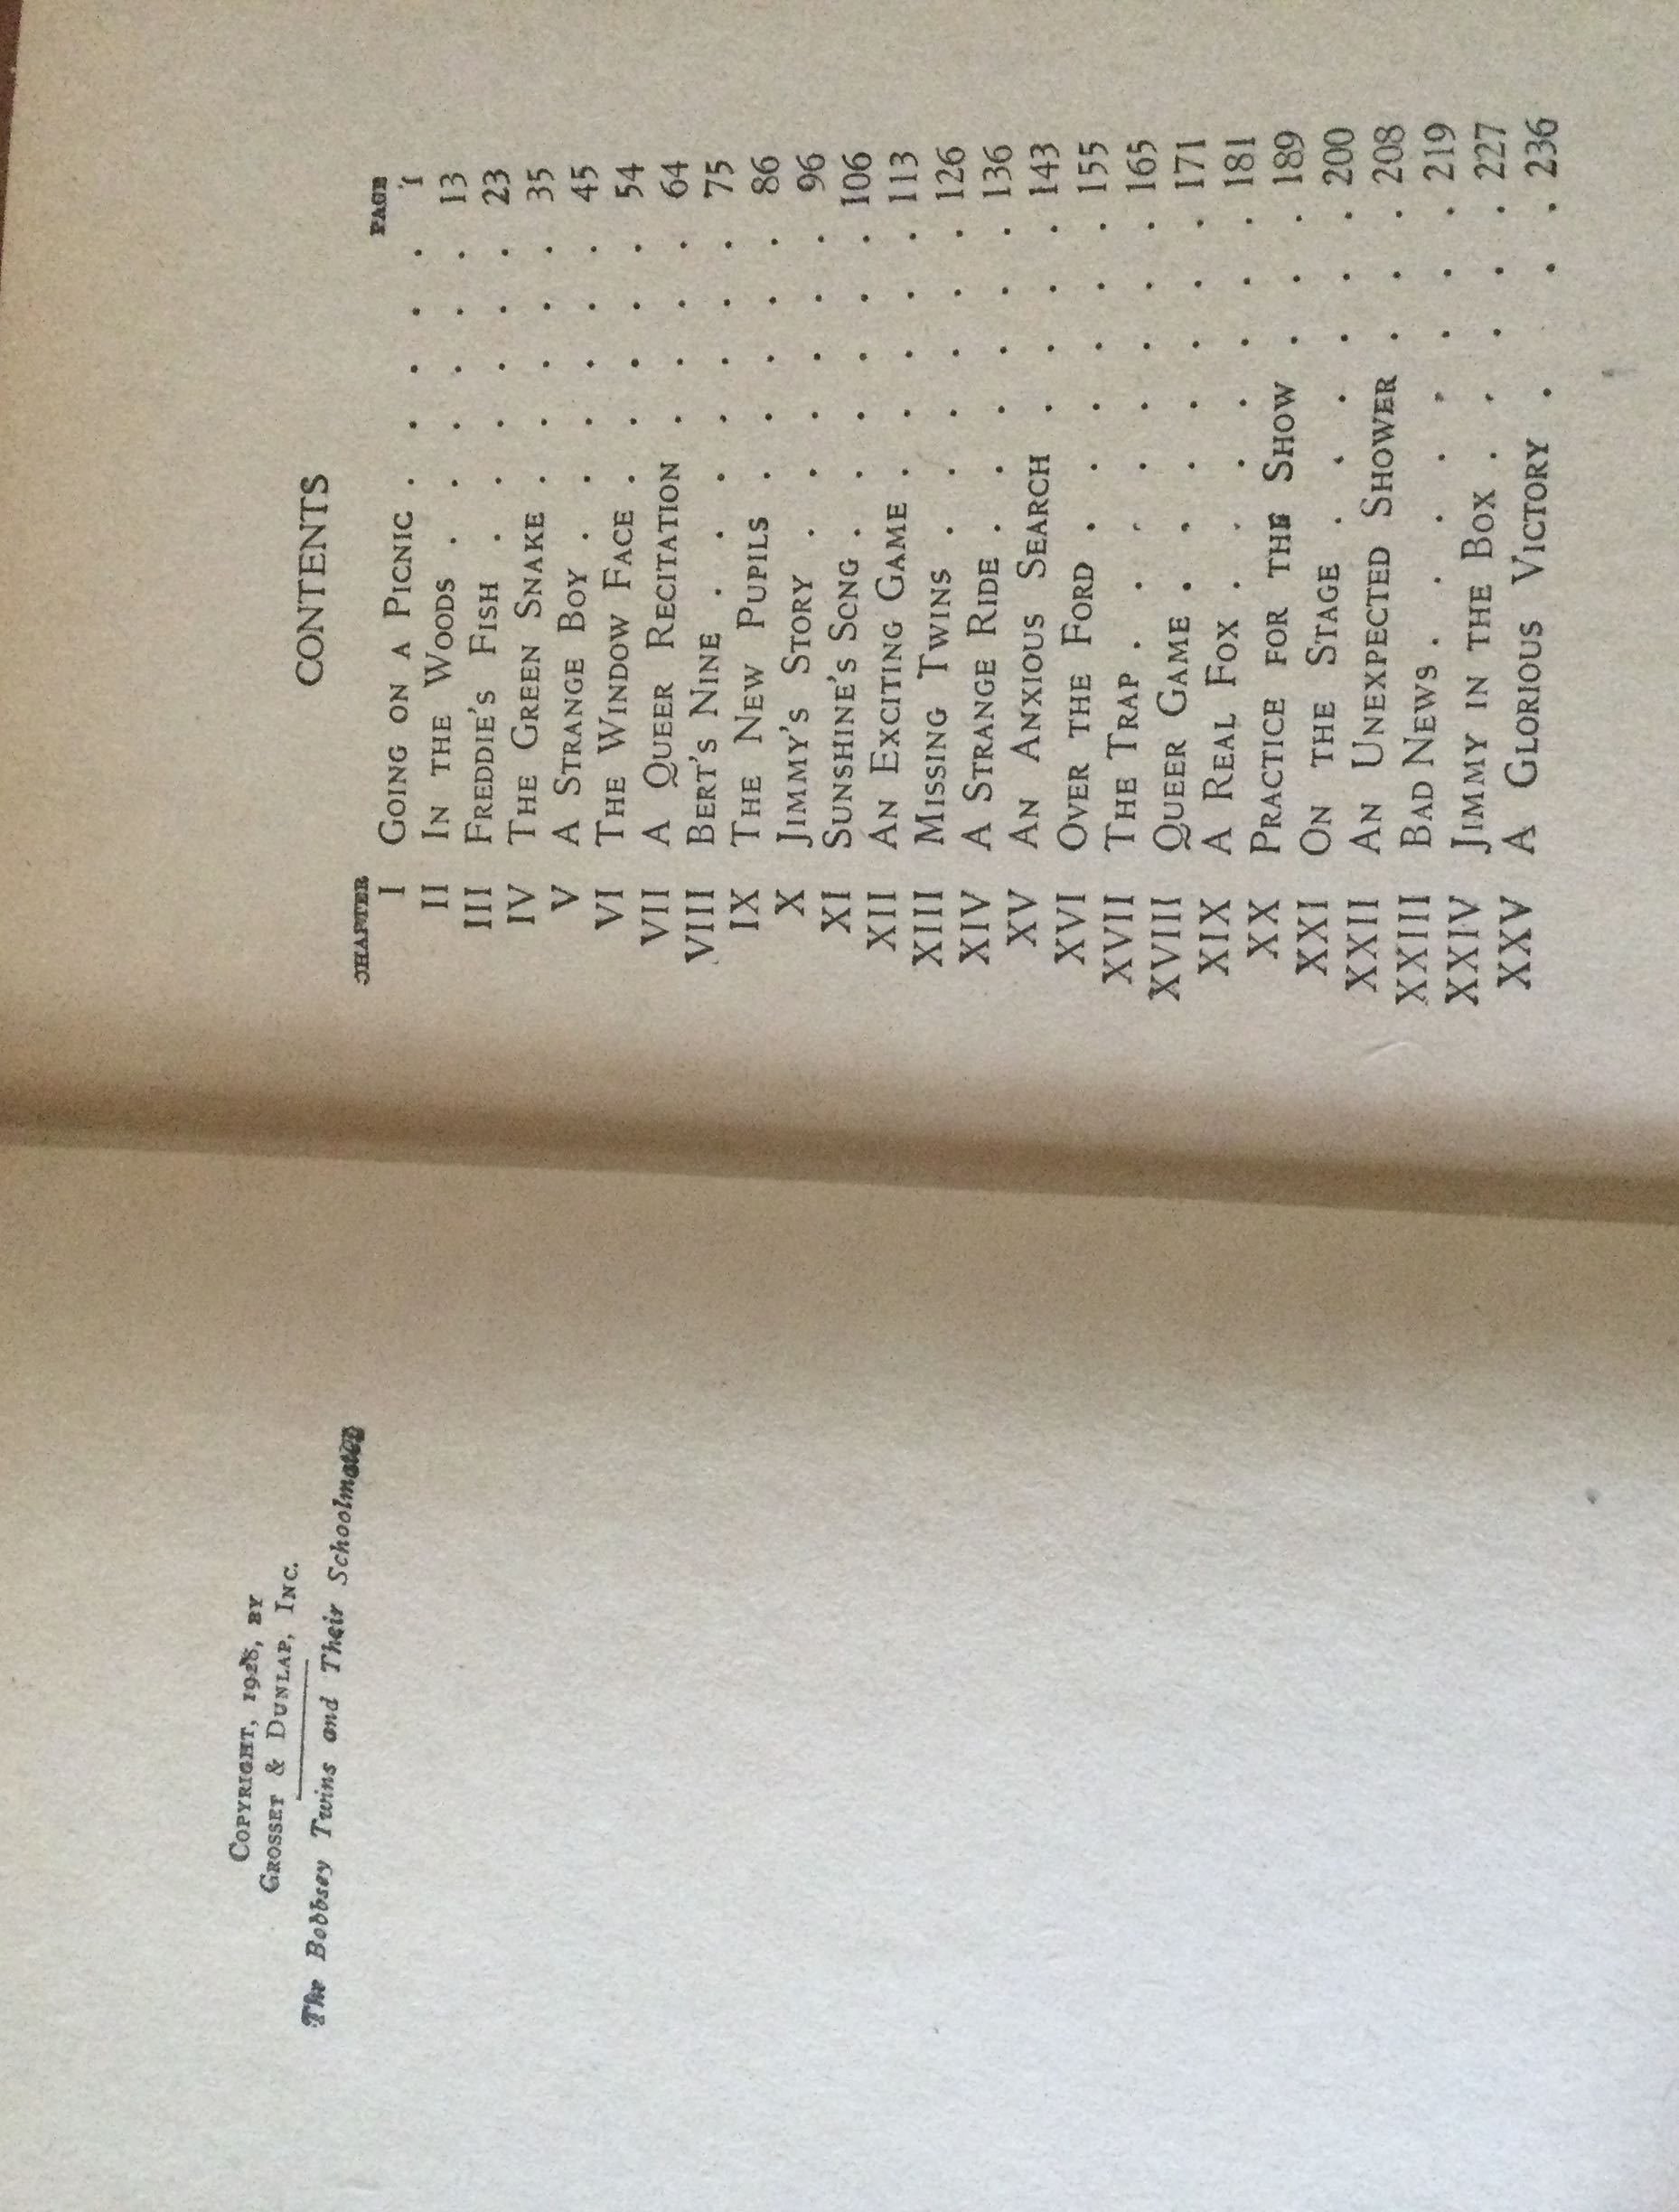 COPYRIGHT, 1928, BY
GROSSET & DUNLAP, INC.
The Bobbsey Twins and Their Schoolmates
CONTENTS
CHAPTER PAGE
I GOING ON A PICNIC . . . . . 1
II IN THE WOODS . . . . . . 13
III FREDDIE'S FISH . . . . . . 23
IV THE GREEN SNAKE . . . . . 35
V A STRANGE BOY . . . . . . 45
VI THE WINDOW FACE . . . . . 54
VII A QUEER RECITATION . . . . 64
VIII BERT'S NINE . . . . . . . 75
IX THE NEW PUPILS . . . . . 86
X JIMMY'S STORY . . . . . . 96
XI SUNSHINE'S SONG . . . . . . 106
XII AN EXCITING GAME . . . . . 113
XIII MISSING TWINS . . . . . . 126
XIV A STRANGE RIDE . . . . . . 136
XV AN ANXIOUS SEARCH . . . . 143
XVI OVER THE FORD . . . . . . 155
XVII THE TRAP . . . . . . . . 165
XVIII QUEER GAME . . . . . . . 171
XIX A REAL FOX . . . . . . . 181
XX PRACTICE FOR THE SHOW . . . 189
XXI ON THE STAGE . . . . . . 200
XXII AN UNEXPECTED SHOWER . . . 208
XXIII BAD NEWS . . . . . . . . 219
XXIV JIMMY IN THE BOX . . . . . 227
XXV A GLORIOUS VICTORY . . . 236